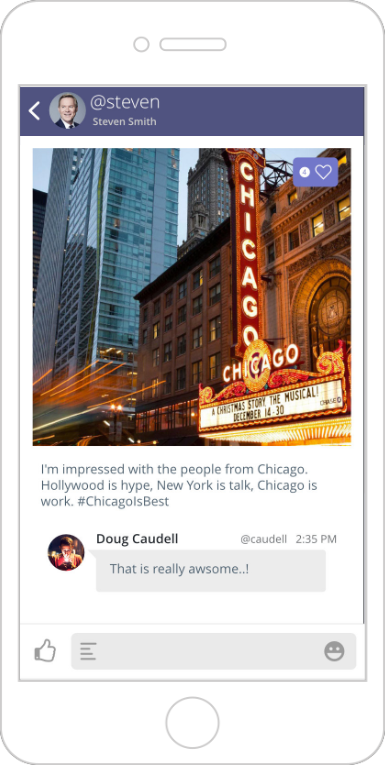 @steven
Steven Smith
4
CHICAGO
CHICAGO
A CHRISTMAS STORY THE MUSICAL!
DECEMBER 14-30
CHASE
I'm impressed with the people from Chicago.
Hollywood is hype, New York is talk, Chicago is
work. #ChicagoIsBest
Doug Caudell @caudell 2:35 PM
That is really awsome..!